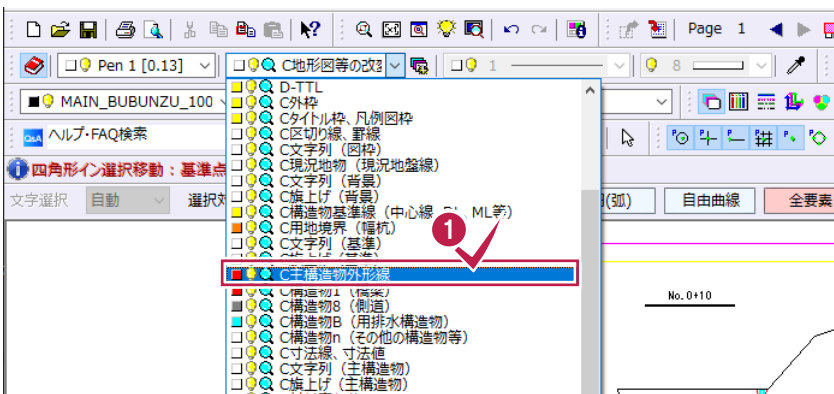 Page 1
Pen 1 [0.13]
C地形図等の改
1
8
D-TTL
MAIN_BUBUNZU_100
C外枠
Cタイトル枠、凡例図枠
Q&A ヘルプ・FAQ検索
C区切り線、罫線
C文字列 (図枠)
C現況地物 (現況地盤線)
四角形イン選択移動 : 基準点
C文字列 (背景)
C旗上げ (背景)
文字選択 自動 選択対
C構造物基準線 (中心線、DL、ML等)
(弧) 自由曲線 全要素
C用地境界 (幅杭)
1
C文字列 (基準)
C主構造物外形線
C構造物1 (橋梁)
No.0+10
C構造物8 (側道)
C構造物B (用排水構造物)
C構造物n (その他の構造物等)
C寸法線、寸法値
C文字列 (主構造物)
C旗上げ (主構造物)